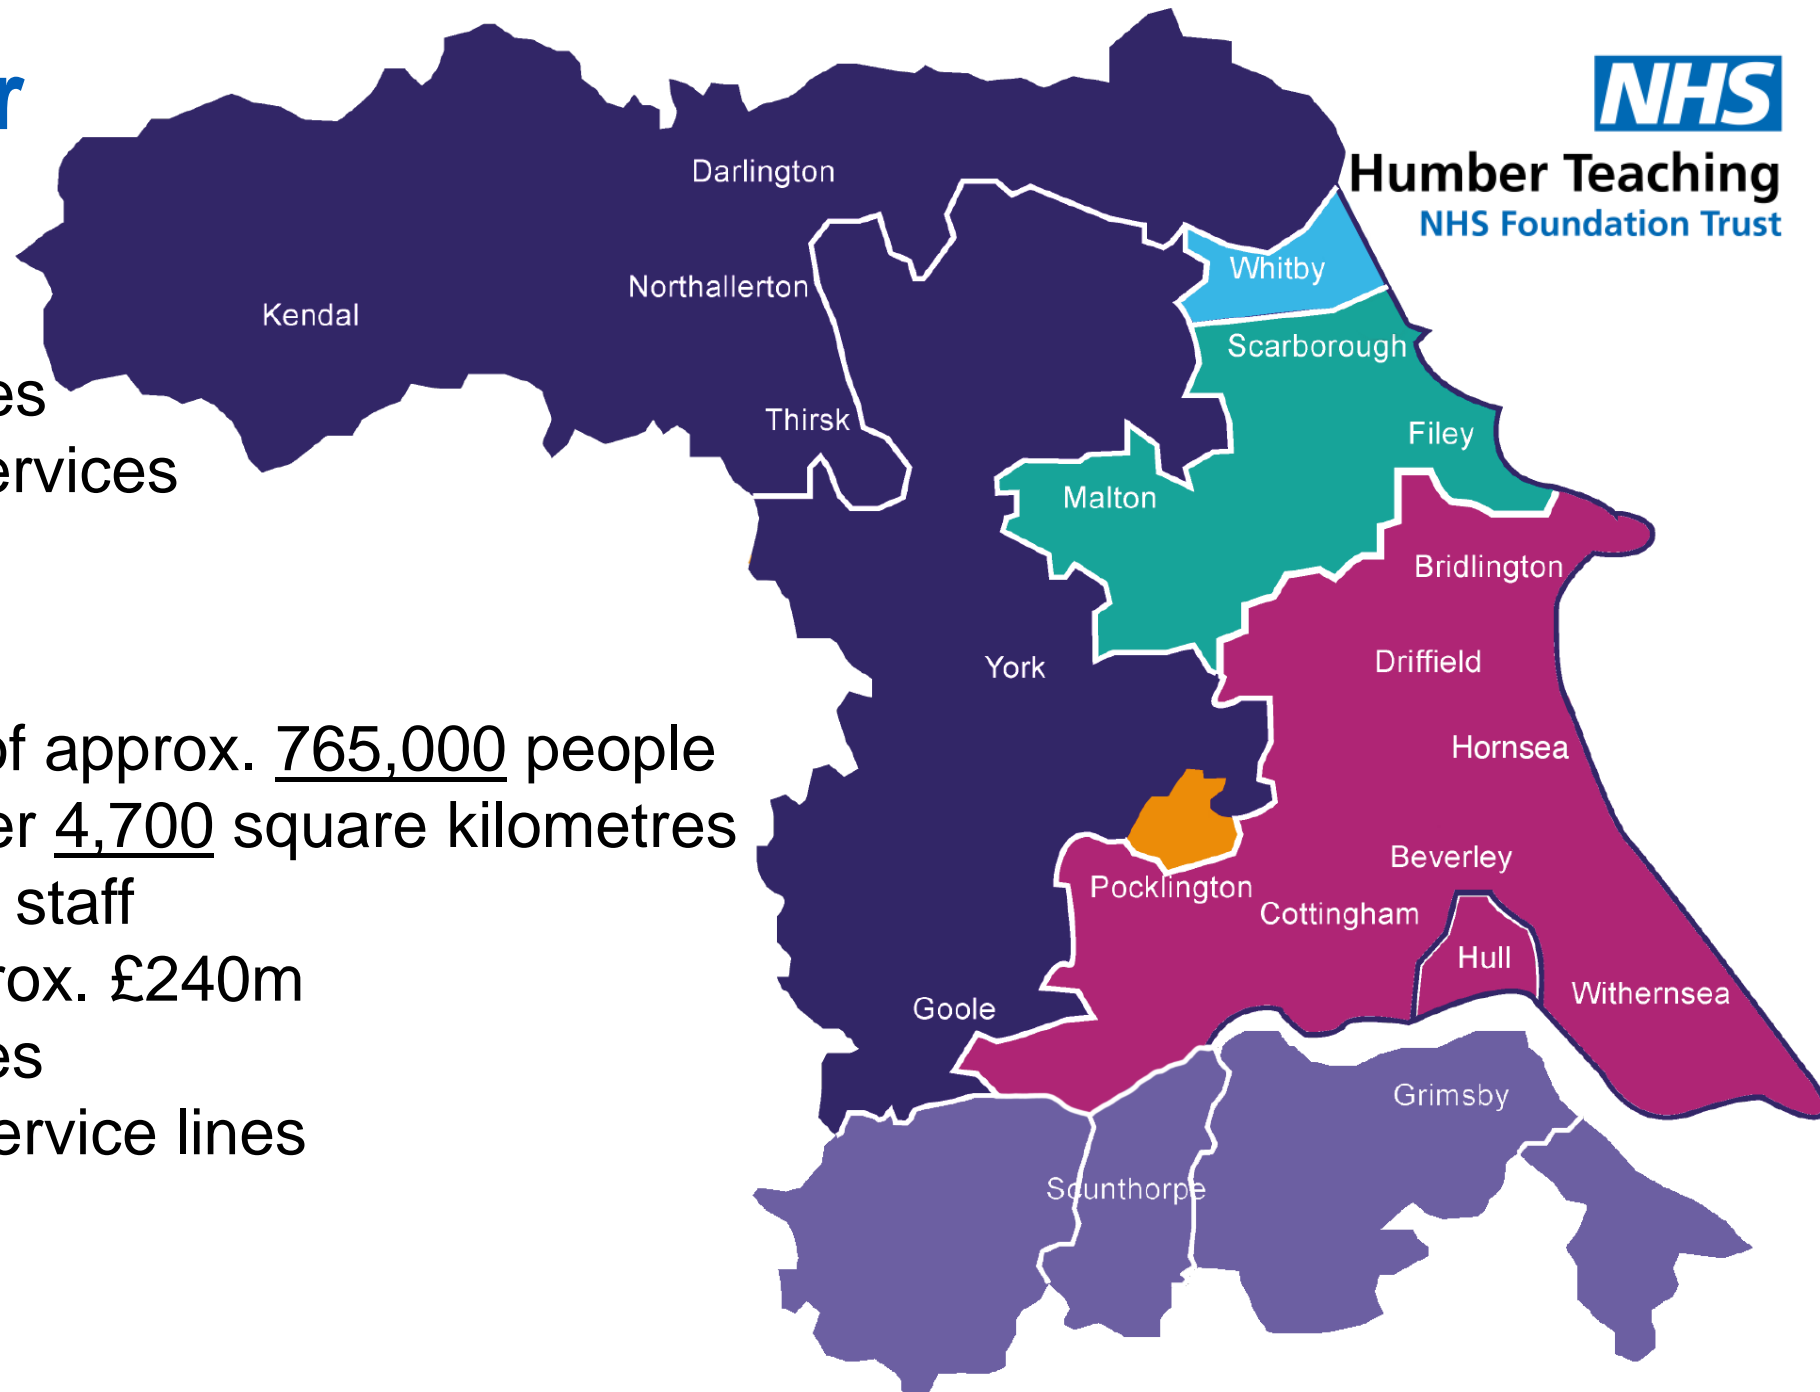 r
NHS
Humber Teaching
NHS Foundation Trust
Darlington
Whitby
Northallerton
Kendal
Scarborough
es
Thirsk
Filey
ervices
Malton
Bridlington
York
Driffield
of approx. 765,000 people
Hornsea
er 4,700 square kilometres
Beverley
Pocklington
staff
Cottingham
Hull
rox. £240m
Withernsea
Goole
es
Grimsby
ervice lines
Scunthorpe